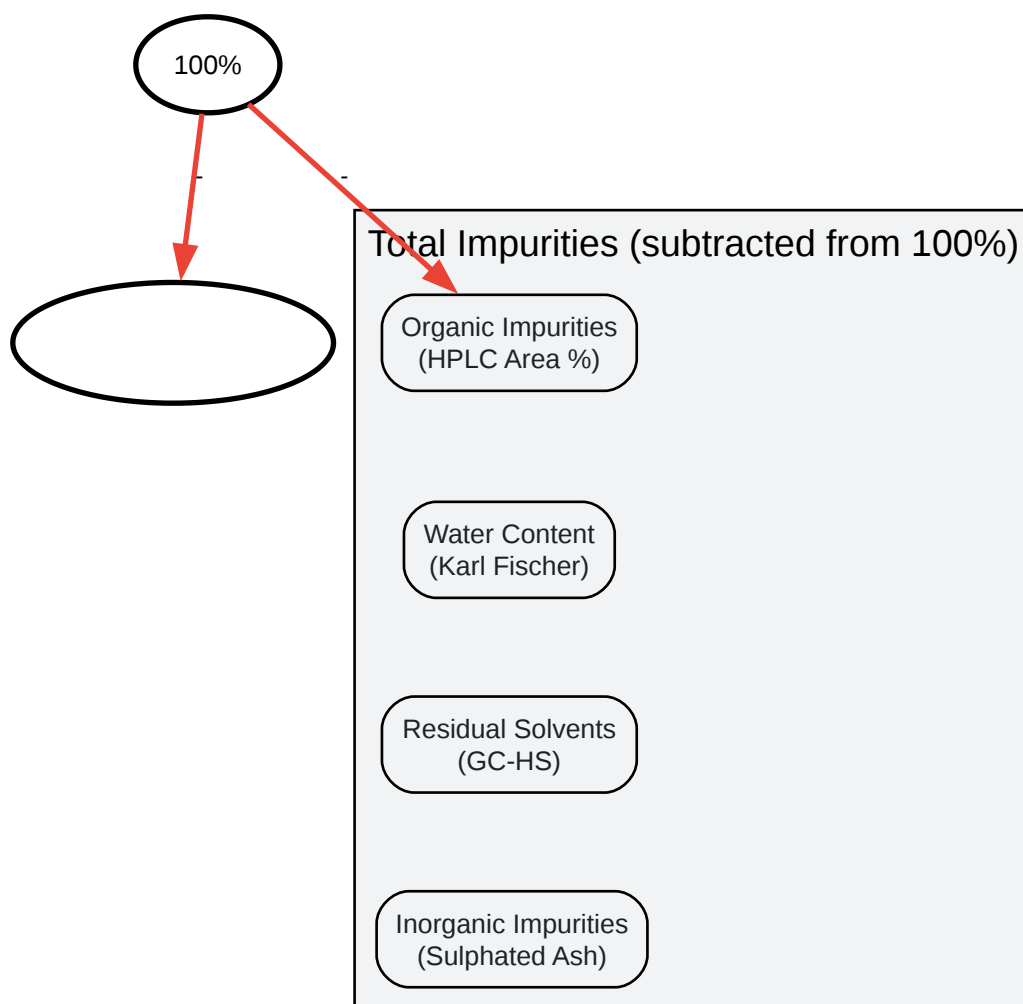 100%
-
-
Total Impurities (subtracted from 100%)
Organic Impurities
(HPLC Area %)
Water Content
(Karl Fischer)
Residual Solvents
(GC-HS)
Inorganic Impurities
(Sulphated Ash)